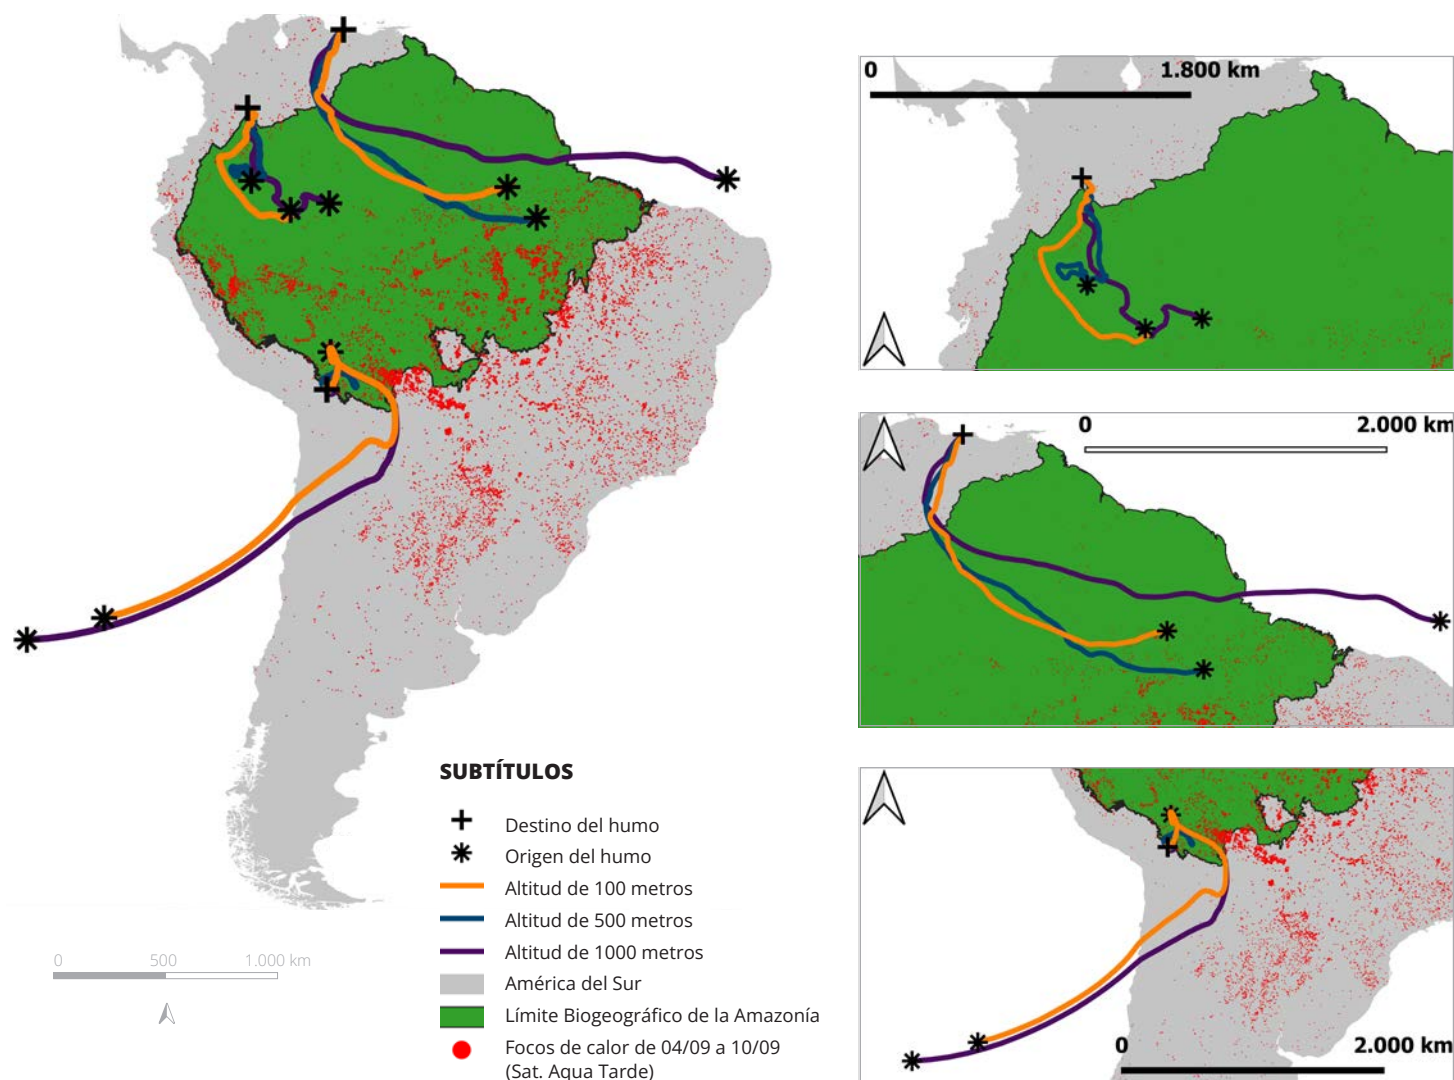 0 1.800 km
0 2.000 km
SUBTÍTULOS
Destino del humo
Origen del humo
Altitud de 100 metros
Altitud de 500 metros
Altitud de 1000 metros
América del Sur
Límite Biogeográfico de la Amazonía
Focos de calor de 04/09 a 10/09
(Sat. Aqua Tarde)
0 500 1.000 km
0 2.000 km